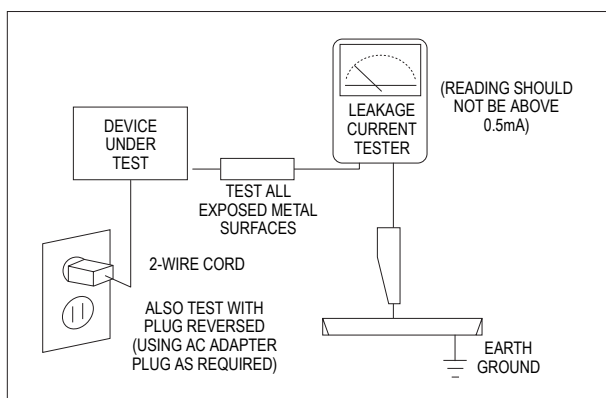 DEVICE
UNDER
TEST
LEAKAGE
CURRENT
TESTER
(READING SHOULD
NOT BE ABOVE
0.5mA)
TEST ALL
EXPOSED METAL
SURFACES
2-WIRE CORD
ALSO TEST WITH
PLUG REVERSED
(USING AC ADAPTER
PLUG AS REQUIRED)
EARTH
GROUND